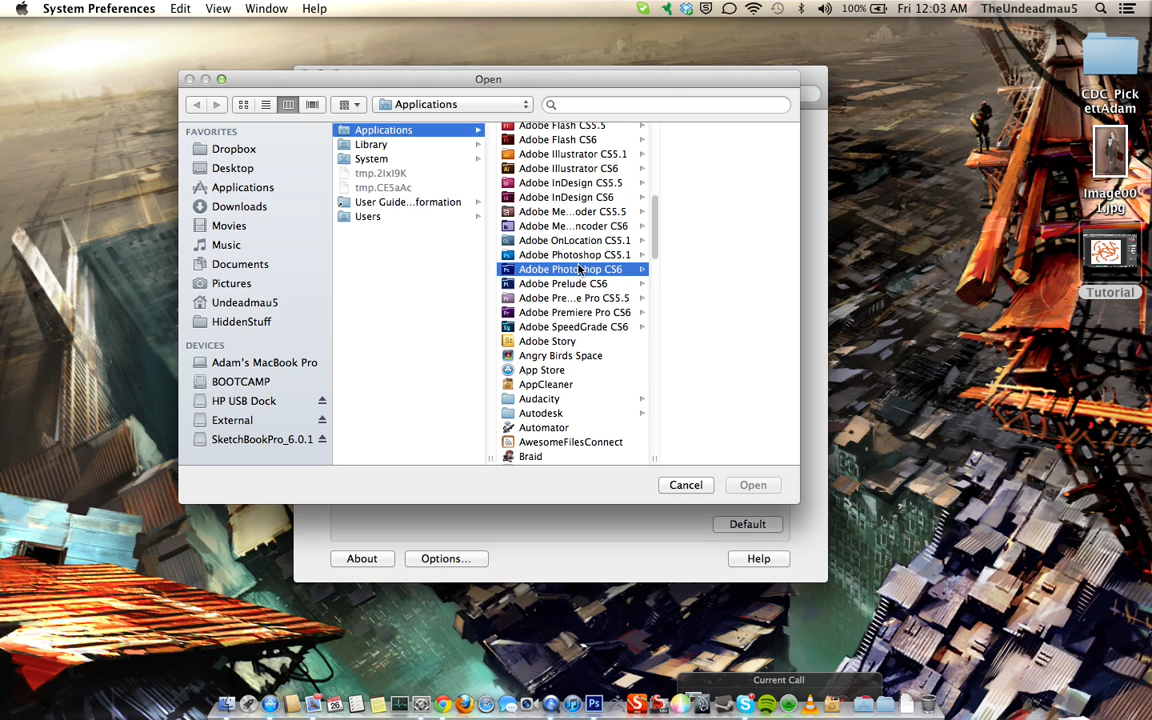 System Preferences Edit View Window Help
100% Fri 12:03 AM TheUndeadmau5
Open
Applications
FAVORITES
Dropbox
Desktop
Applications
Downloads
Movies
Music
Documents
Pictures
Undeadmau5
HiddenStuff
DEVICES
Adam's MacBook Pro
BOOTCAMP
HP USB Dock
External
SketchBookPro_6.0.1
Applications
Library
System
tmp.2IxI9K
tmp.CE5aAc
User Guide...formation
Users
Adobe Flash CS5.5
Adobe Flash CS6
Adobe Illustrator CS5.1
Adobe Illustrator CS6
Adobe InDesign CS5.5
Adobe InDesign CS6
Adobe Me...oder CS5.5
Adobe Me...ncoder CS6
Adobe OnLocation CS5.1
Adobe Photoshop CS5.1
Adobe Photoshop CS6
Adobe Prelude CS6
Adobe Pre...e Pro CS5.5
Adobe Premiere Pro CS6
Adobe SpeedGrade CS6
Adobe Story
Angry Birds Space
App Store
AppCleaner
Audacity
Autodesk
Automator
AwesomeFilesConnect
Braid
Cancel Open
Default
About Options... Help
CDC_Pick
ettAdam
Image00
1.jpg
Tutorial
Current Call
26